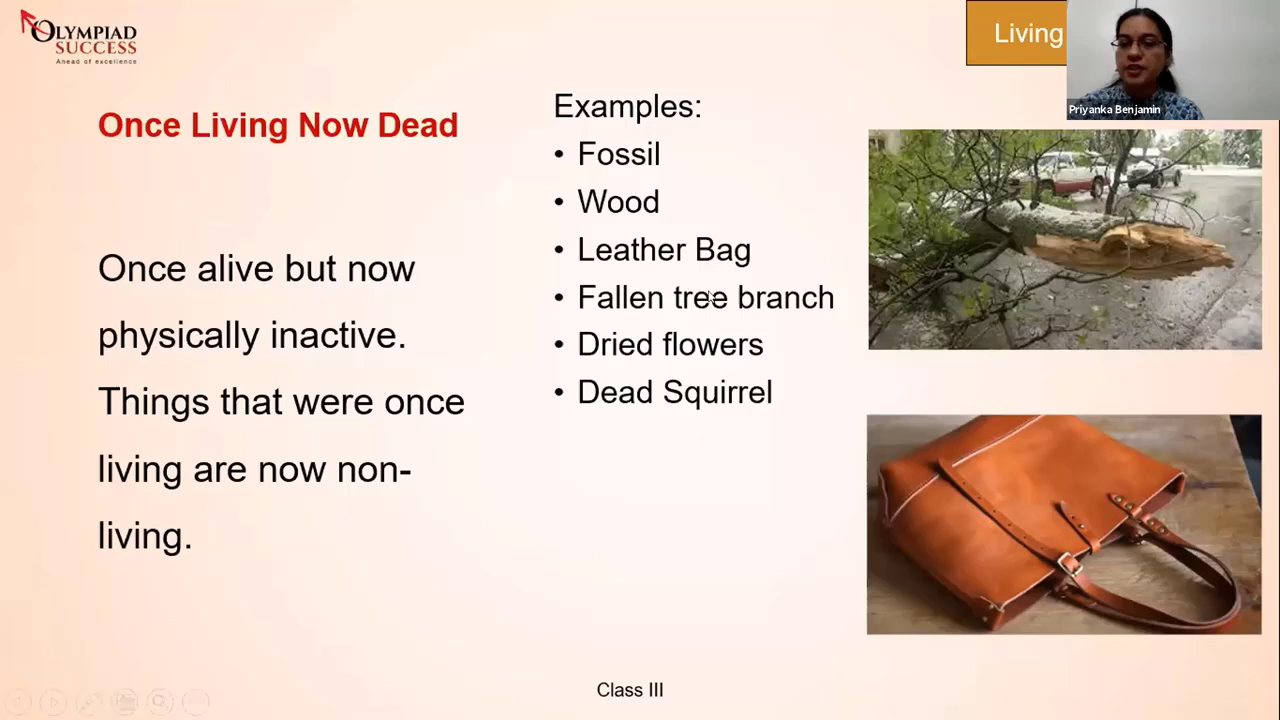 OLYMPIAD
SUCCESS
Ahead of excellence
Living
Priyanka Benjamin
Once Living Now Dead
Once alive but now
physically inactive.
Things that were once
living are now non-
living.
Examples:
• Fossil
• Wood
• Leather Bag
• Fallen tree branch
• Dried flowers
• Dead Squirrel
Class III